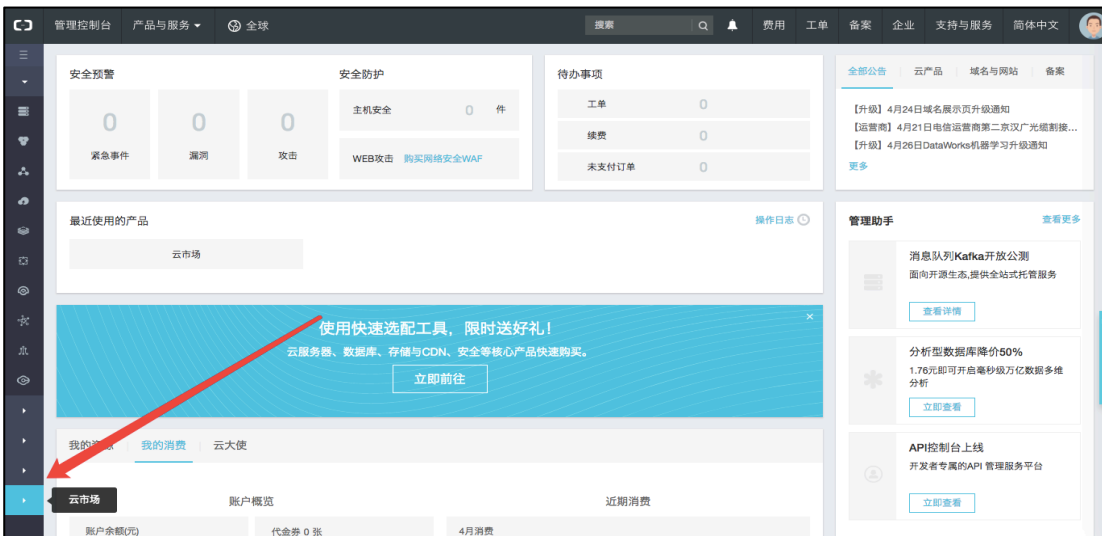 管理控制台 产品与服务 全球 搜索 费用 工单 备案 企业 支持与服务 简体中文
安全预警
0 0 0
紧急事件 漏洞 攻击
安全防护
主机安全 0 件
WEB攻击 购买网络安全WAF
待办事项
工单 0
续费 0
未支付订单 0
全部公告 云产品 域名与网站 备案
【升级】4月24日域名展示页升级通知
【运营商】4月21日电信运营商第二京汉广光缆割接...
【升级】4月26日DataWorks机器学习升级通知
更多
最近使用的产品 操作日志
云市场
管理助手 查看更多
消息队列Kafka开放公测
面向开源生态,提供全站式托管服务
查看详情
分析型数据库降价50%
1.76元即可开启毫秒级万亿数据多维
分析
立即查看
API控制台上线
开发者专属的API 管理服务平台
立即查看
使用快速选配工具，限时送好礼！
云服务器、数据库、存储与CDN、安全等核心产品快速购买。
立即前往
我的 我的消费 云大使
云市场
账户概览 近期消费
账户余额(元) 代金券 0 张 4月消费